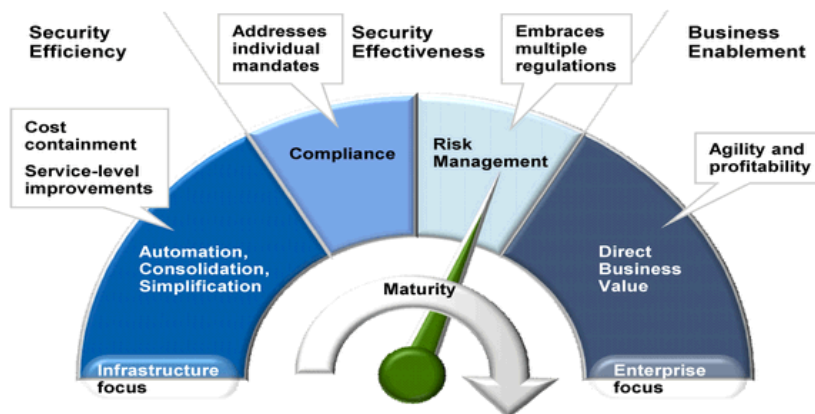 Security
Efficiency
Addresses
individual
mandates
Security
Effectiveness
Embraces
multiple
regulations
Business
Enablement
Cost
containment
Service-level
improvements
Compliance
Risk
Management
Agility and
profitability
Automation,
Consolidation,
Simplification
Direct
Business
Value
Maturity
Infrastructure
focus
Enterprise
focus